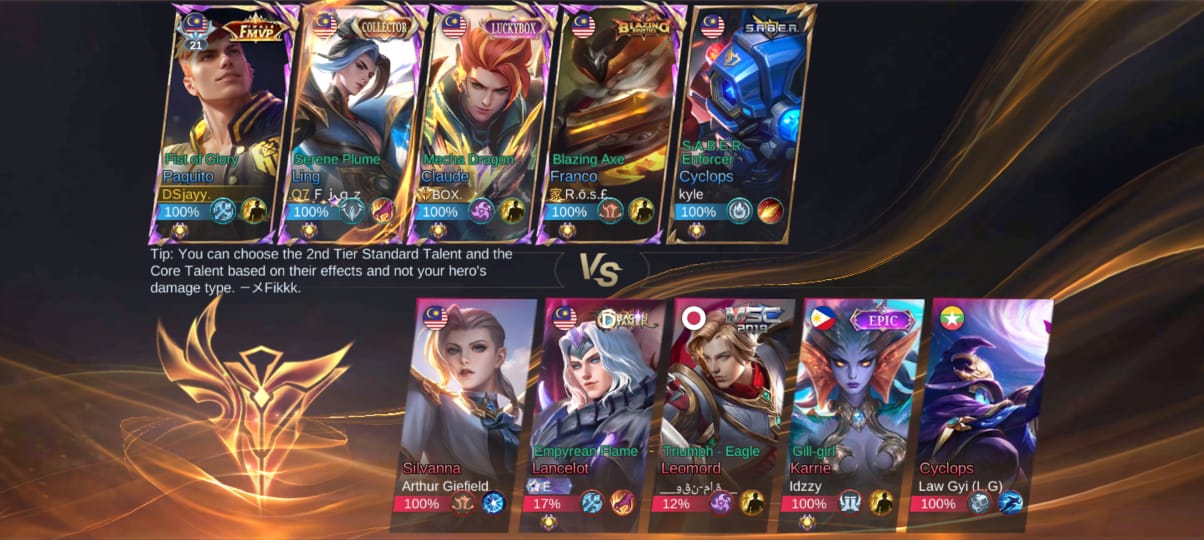 21
FMVP
COLLECTOR
LUCKYBOX
BLAZING
S.A.B.E.R.
Fist of Glory
Paquito
DSjayy.
100%
Serene Plume
Ling
100%
Mecha Dragon
Claude
BOX.
100%
Blazing Axe
Franco
家.R.ö.s.£
100%
S.A.B.E.R.
Enforcer
Cyclops
kyle
100%
Tip: You can choose the 2nd Tier Standard Talent and the
Core Talent based on their effects and not your hero's
damage type. ー乄Fikkk.
VS
Silvanna
Arthur Giefield
100%
DRAGON
TAMER
Empyrean Flame
Lancelot
17%
MSC
2019
Triumph - Eagle
Leomord
12%
EPIC
Gill-girl
Karrie
Idzzy
100%
Cyclops
Law Gyi (L.G)
100%